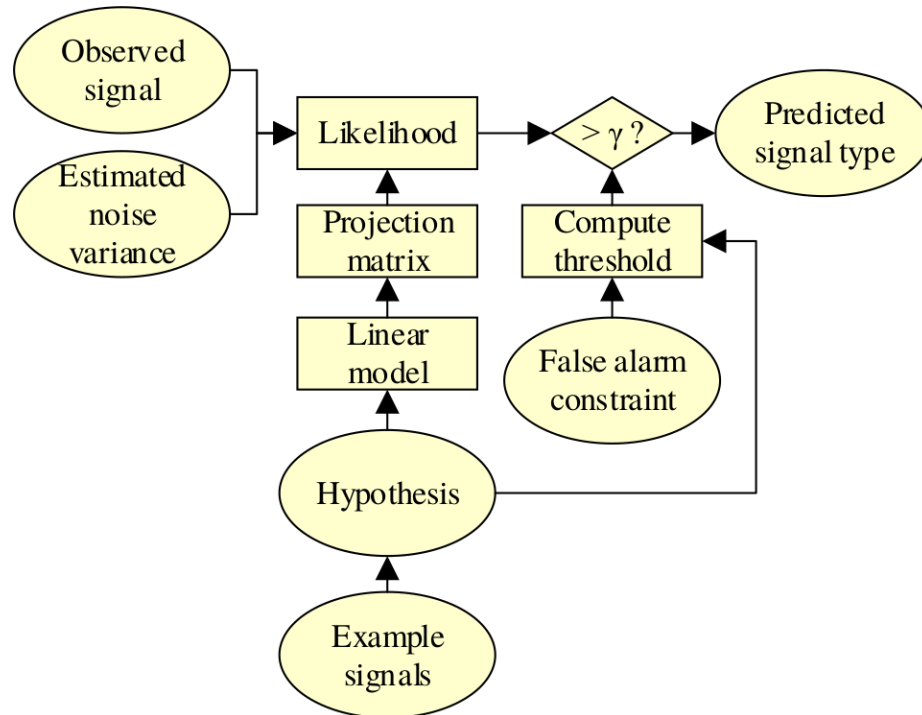 Observed
signal
Estimated
noise
variance
Likelihood
> γ ?
Predicted
signal type
Projection
matrix
Compute
threshold
Linear
model
False alarm
constraint
Hypothesis
Example
signals